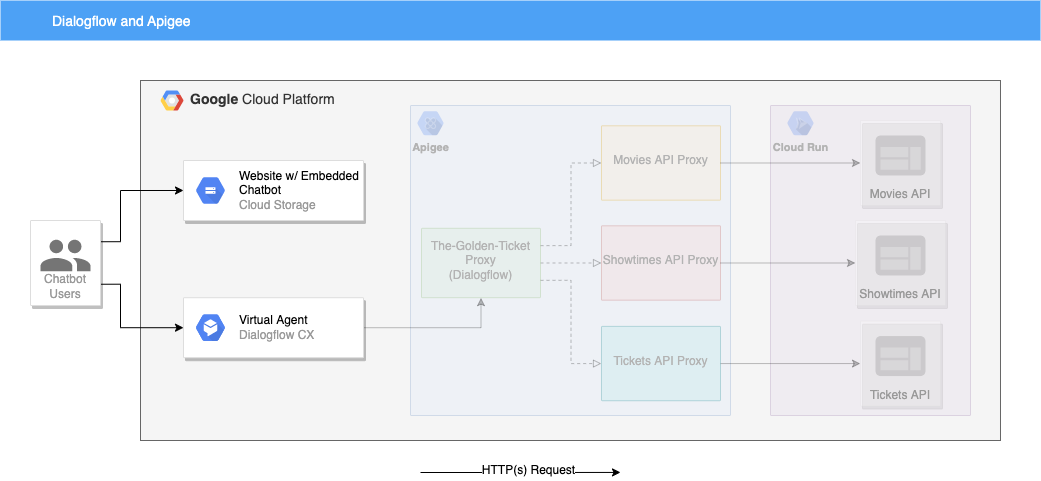 Dialogflow and Apigee
Google Cloud Platform
Apigee
Cloud Run
Movies API Proxy
Movies API
Website w/ Embedded
Chatbot
Cloud Storage
Chatbot
Users
The-Golden-Ticket
Proxy
(Dialogflow)
Showtimes API Proxy
Showtimes API
Virtual Agent
Dialogflow CX
Tickets API Proxy
Tickets API
HTTP(s) Request